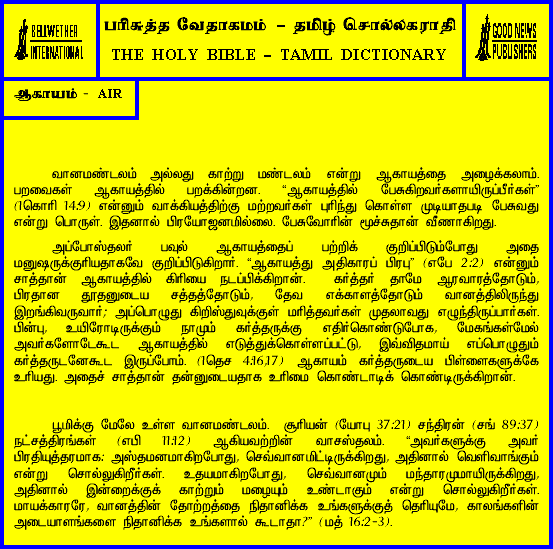 BELLWETHER
INTERNATIONAL
பரிசுத்த வேதாகமம் – தமிழ் சொல்லகராதி
THE HOLY BIBLE – TAMIL DICTIONARY
GOOD NEWS
PUBLISHERS
ஆகாயம் - AIR
வானமண்டலம் அல்லது காற்று மண்டலம் என்று ஆகாயத்தை அழைக்கலாம்.
பறவைகள் ஆகாயத்தில் பறக்கின்றன. “ஆகாயத்தில் பேசுகிறவர்களாயிருப்பீர்கள்”
(1கொரி 14:9) என்னும் வாக்கியத்திற்கு மற்றவர்கள் புரிந்து கொள்ள முடியாதபடி பேசுவது
என்று பொருள். இதனால் பிரயோஜனமில்லை. பேசுவோரின் மூச்சுதான் வீணாகிறது.
அப்போஸ்தலர் பவுல் ஆகாயத்தைப் பற்றிக் குறிப்பிடும்போது அதை
மனுஷருக்குரியதாகவே குறிப்பிடுகிறார். “ஆகாயத்து அதிகாரப் பிரபு” (எபே 2:2) என்னும்
சாத்தான் ஆகாயத்தில் கிரியை நடப்பிக்கிறான். கர்த்தர் தாமே ஆரவாரத்தோடும்,
பிரதான தூதனுடைய சத்தத்தோடும், தேவ எக்காளத்தோடும் வானத்திலிருந்து
இறங்கிவருவார்; அப்பொழுது கிறிஸ்துவுக்குள் மரித்தவர்கள் முதலாவது எழுந்திருப்பார்கள்.
பின்பு, உயிரோடிருக்கும் நாமும் கர்த்தருக்கு எதிர்கொண்டுபோக, மேகங்கள்மேல்
அவர்களோடேகூட ஆகாயத்தில் எடுத்துக்கொள்ளப்பட்டு, இவ்விதமாய் எப்பொழுதும்
கர்த்தருடனேகூட இருப்போம். (1தெச 4:16,17) ஆகாயம் கர்த்தருடைய பிள்ளைகளுக்கே
உரியது. அதைச் சாத்தான் தன்னுடையதாக உரிமை கொண்டாடிக் கொண்டிருக்கிறான்.
பூமிக்கு மேலே உள்ள வானமண்டலம். சூரியன் (யோபு 37:21) சந்திரன் (சங் 89:37)
நட்சத்திரங்கள் (எபி 11:12) ஆகியவற்றின் வாசஸ்தலம். “அவர்களுக்கு அவர்
பிரதியுத்தரமாக: அஸ்தமனமாகிறபோது, செவ்வானமிட்டிருக்கிறது, அதினால் வெளிவாங்கும்
என்று சொல்லுகிறீர்கள். உதயமாகிறபோது, செவ்வானமும் மந்தாரமுமாயிருக்கிறது,
அதினால் இன்றைக்குக் காற்றும் மழையும் உண்டாகும் என்று சொல்லுகிறீர்கள்.
மாயக்காரரே, வானத்தின் தோற்றத்தை நிதானிக்க உங்களுக்குத் தெரியுமே, காலங்களின்
அடையாளங்களை நிதானிக்க உங்களால் கூடாதா?” (மத் 16:2-3).